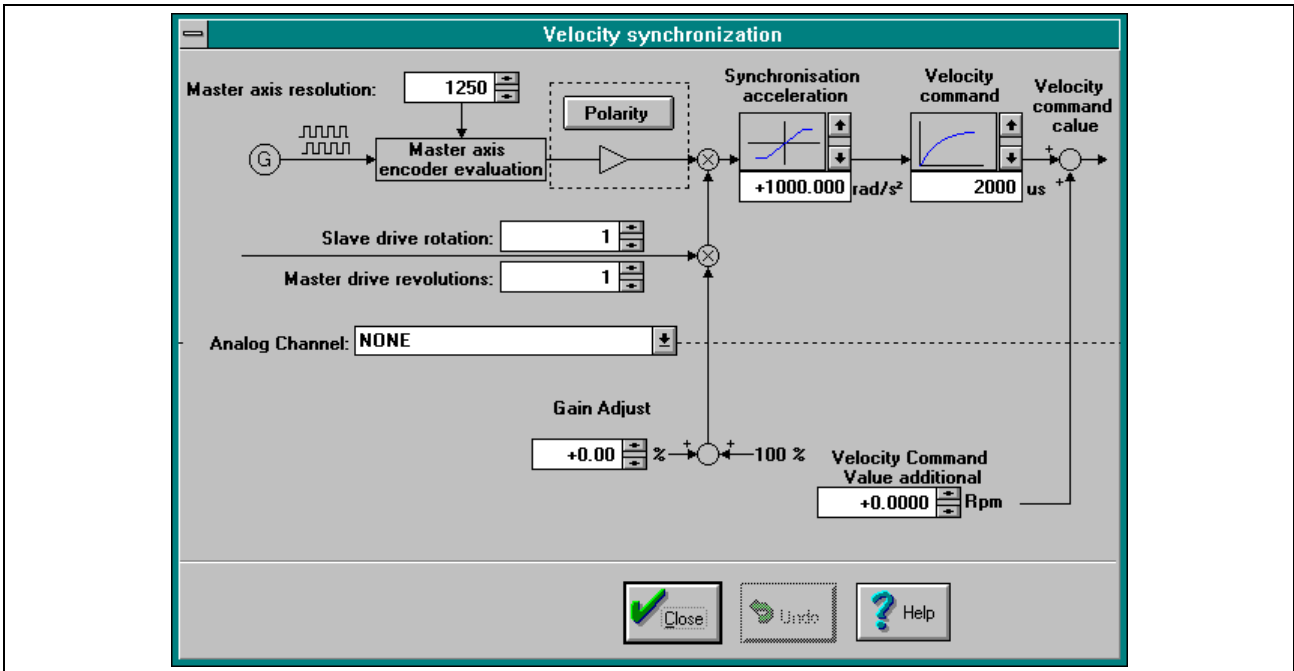 Velocity synchronization
Master axis resolution:
1250
Polarity
Synchronisation
acceleration
Velocity
command
Velocity
command
calue
G
Master axis
encoder evaluation
+
+
+1000.000 rad/s²
2000 us
Slave drive rotation: 1
Master drive revolutions: 1
Analog Channel: NONE
Gain Adjust
+0.00 % + + 100 %
Velocity Command
Value additional
+0.0000 Rpm
Close
Undo
? Help